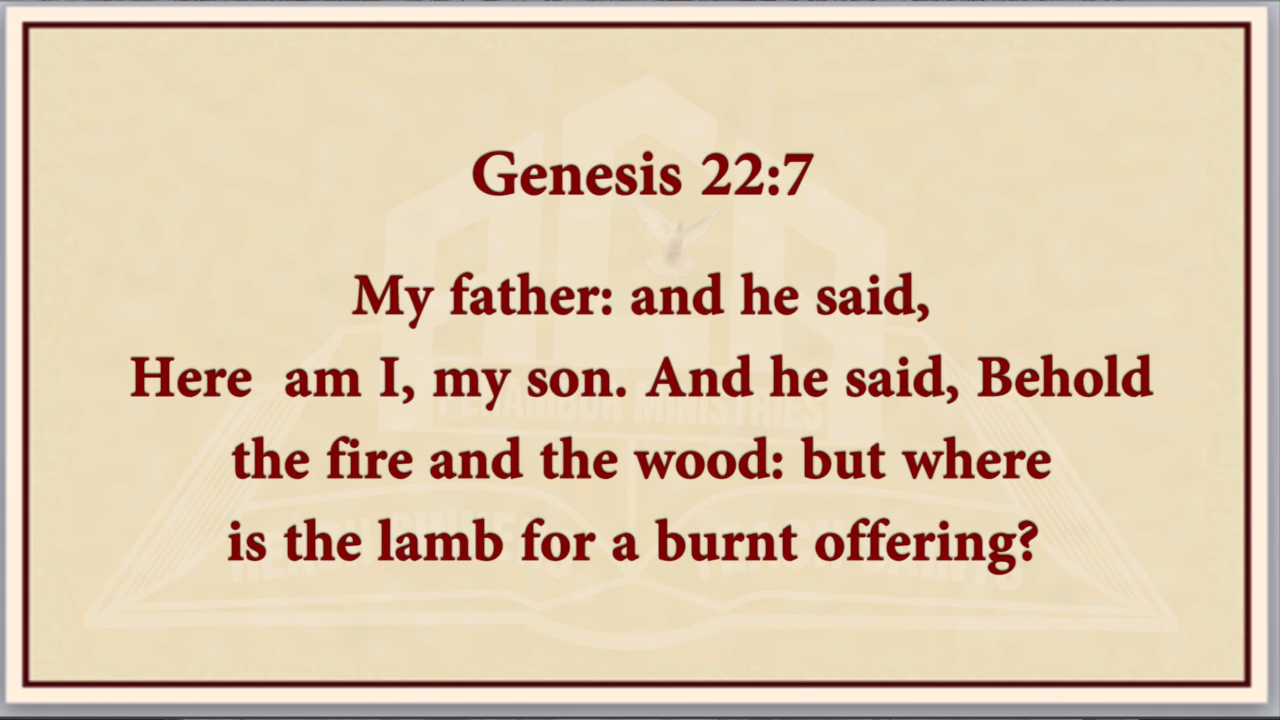 Genesis 22:7
My father: and he said,
Here am I, my son. And he said, Behold
the fire and the wood: but where
is the lamb for a burnt offering?